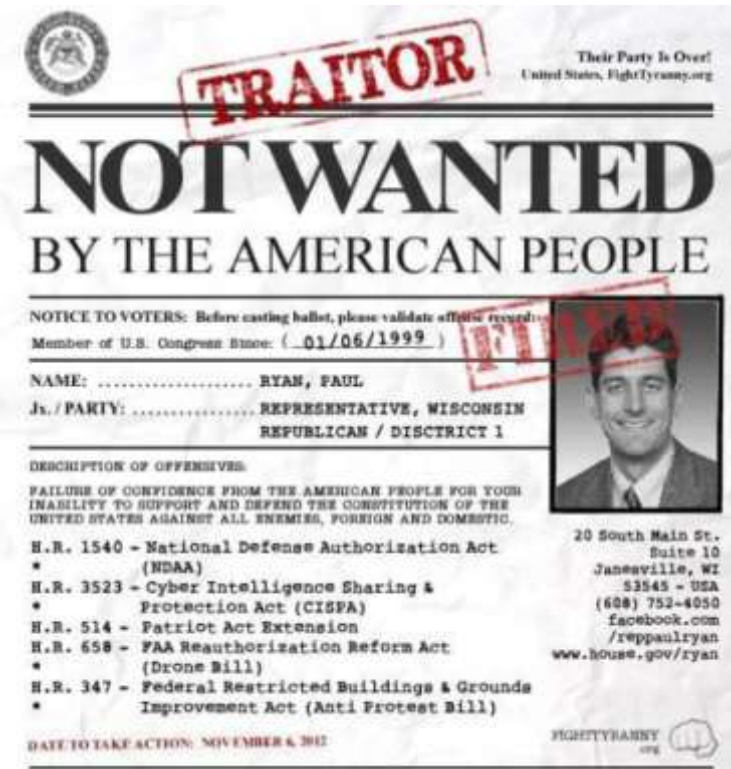 TRAITOR
Their Party Is Over!
United States, FightTyranny.org
NOT WANTED
BY THE AMERICAN PEOPLE
NOTICE TO VOTERS: Before casting ballot, please validate offense record:
Member of U.S. Congress Since: ( 01/06/1999 )
FIRED
NAME: .................... RYAN, PAUL
Jx. / PARTY: ................ REPRESENTATIVE, WISCONSIN
REPUBLICAN / DISCTRICT 1
DESCRIPTION OF OFFENSIVES:
FAILURE OF CONFIDENCE FROM THE AMERICAN PEOPLE FOR YOUR
INABILITY TO SUPPORT AND DEFEND THE CONSTITUTION OF THE
UNITED STATES AGAINST ALL ENEMIES, FOREIGN AND DOMESTIC.
H.R. 1540 - National Defense Authorization Act
* (NDAA)
H.R. 3523 - Cyber Intelligence Sharing &
* Protection Act (CISPA)
H.R. 514 - Patriot Act Extension
H.R. 658 - FAA Reauthorization Reform Act
* (Drone Bill)
H.R. 347 - Federal Restricted Buildings & Grounds
* Improvement Act (Anti Protest Bill)
20 South Main St.
Suite 10
Janesville, WI
53545 - USA
(608) 752-4050
facebook.com
/reppaulryan
www.house.gov/ryan
DATE TO TAKE ACTION: NOVEMBER 6, 2012
FIGHTTYRANNY
org